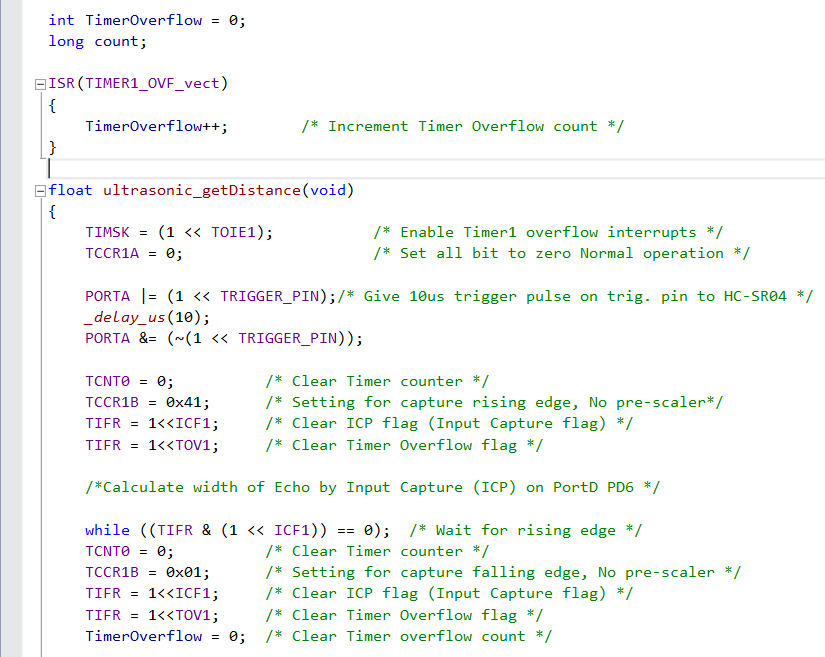 int TimerOverflow = 0;
long count;
ISR(TIMER1_OVF_vect)
{
TimerOverflow++; /* Increment Timer Overflow count */
}
float ultrasonic_getDistance(void)
{
TIMSK = (1 << TOIE1); /* Enable Timer1 overflow interrupts */
TCCR1A = 0; /* Set all bit to zero Normal operation */
PORTA |= (1 << TRIGGER_PIN);/* Give 10us trigger pulse on trig. pin to HC-SR04 */
_delay_us(10);
PORTA &= (~(1 << TRIGGER_PIN));
TCNT0 = 0; /* Clear Timer counter */
TCCR1B = 0x41; /* Setting for capture rising edge, No pre-scaler*/
TIFR = 1<<ICF1; /* Clear ICP flag (Input Capture flag) */
TIFR = 1<<TOV1; /* Clear Timer Overflow flag */
/*Calculate width of Echo by Input Capture (ICP) on PortD PD6 */
while ((TIFR & (1 << ICF1)) == 0); /* Wait for rising edge */
TCNT0 = 0; /* Clear Timer counter */
TCCR1B = 0x01; /* Setting for capture falling edge, No pre-scaler */
TIFR = 1<<ICF1; /* Clear ICP flag (Input Capture flag) */
TIFR = 1<<TOV1; /* Clear Timer Overflow flag */
TimerOverflow = 0; /* Clear Timer overflow count */